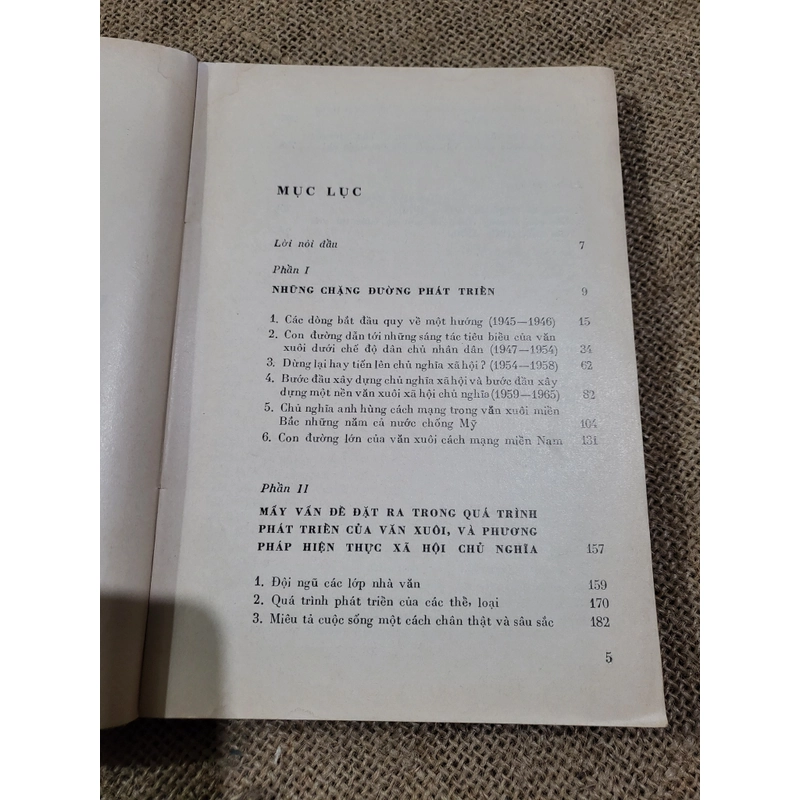 MỤC LỤC
Lời nói đầu 7
Phần I
NHỮNG CHẶNG ĐƯỜNG PHÁT TRIỂN 9
1. Các dòng bắt đầu quy về một hướng (1945—1946) 15
2. Con đường dẫn tới những sáng tác tiêu biểu của văn
xuôi dưới chế độ dân chủ nhân dân (1947—1954) 34
3. Dừng lại hay tiến lên chủ nghĩa xã hội ? (1954—1958) 62
4. Bước đầu xây dựng chủ nghĩa xã hội và bước đầu xây
dựng một nền văn xuôi xã hội chủ nghĩa (1959—1965) 82
5. Chủ nghĩa anh hùng cách mạng trong văn xuôi miền
Bắc những năm cả nước chống Mỹ 104
6. Con đường lớn của văn xuôi cách mạng miền Nam 131
Phần II
MẤY VẤN ĐỀ ĐẶT RA TRONG QUÁ TRÌNH
PHÁT TRIỂN CỦA VĂN XUÔI, VÀ PHƯƠNG
PHÁP HIỆN THỰC XÃ HỘI CHỦ NGHĨA 157
1. Đội ngũ các lớp nhà văn 159
2. Quá trình phát triển của các thể, loại 170
3. Miêu tả cuộc sống một cách chân thật và sâu sắc 182
5